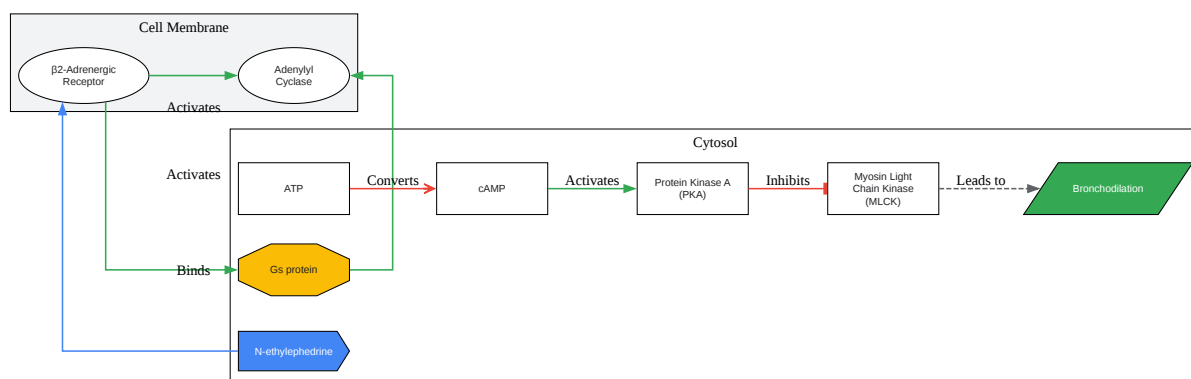 Cell Membrane
β2-Adrenergic
Receptor
Adenylyl
Cyclase
Activates
Cytosol
Activates
ATP
Converts
cAMP
Activates
Protein Kinase A
(PKA)
Inhibits
Myosin Light
Chain Kinase
(MLCK)
Leads to
Bronchodilation
Binds
Gs protein
N-ethylephedrine